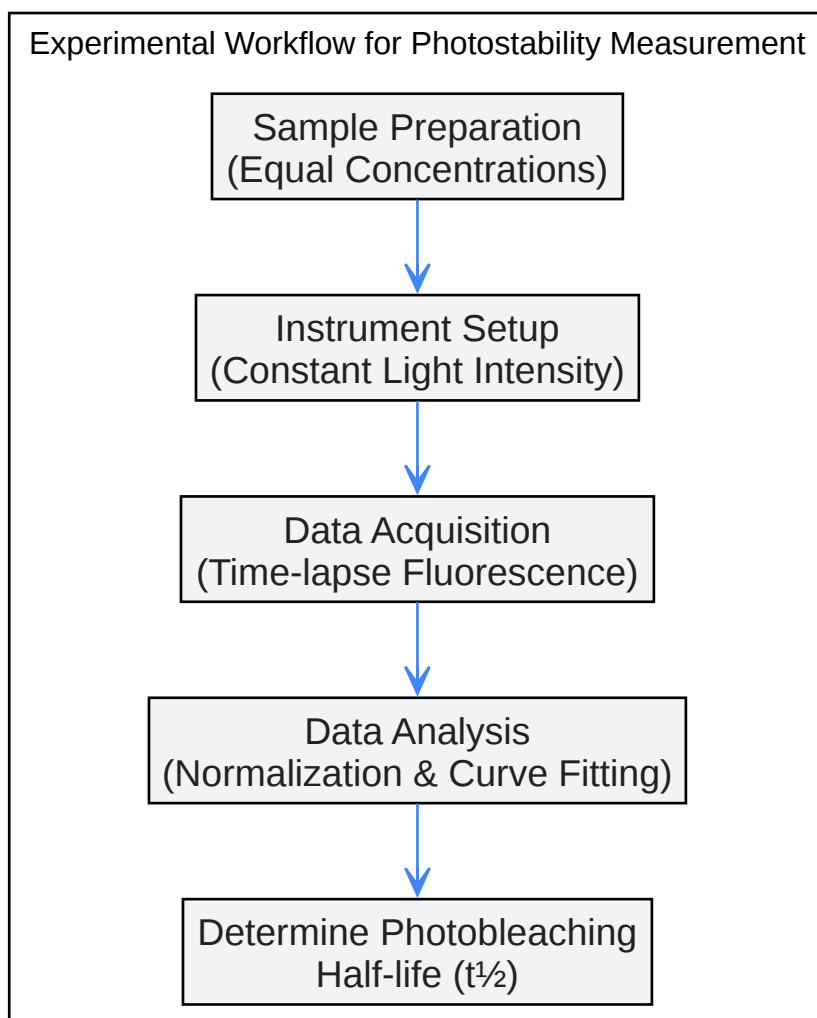 Experimental Workflow for Photostability Measurement
Sample Preparation
(Equal Concentrations)
Instrument Setup
(Constant Light Intensity)
Data Acquisition
(Time-lapse Fluorescence)
Data Analysis
(Normalization & Curve Fitting)
Determine Photobleaching
Half-life (t½)